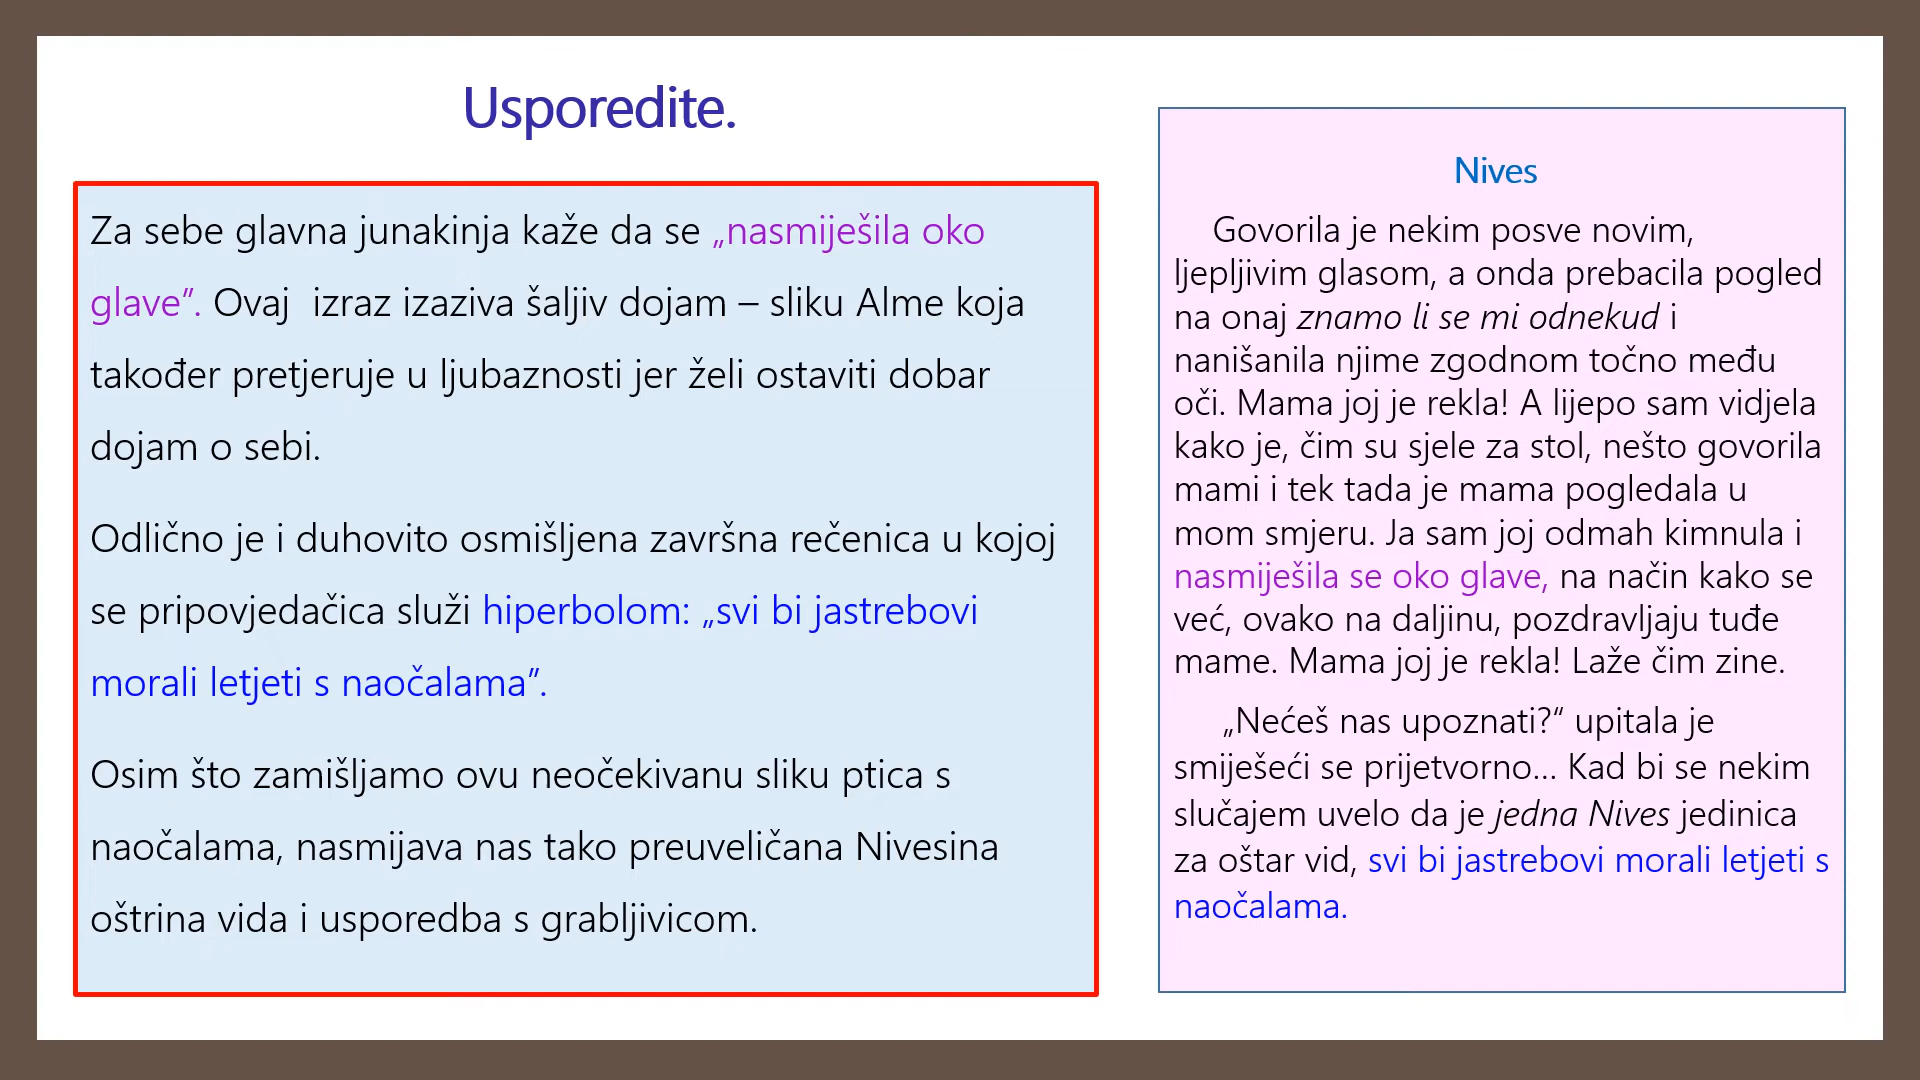 Usporedite.
Za sebe glavna junakinja kaže da se „nasmiješila oko
glave”. Ovaj  izraz izaziva šaljiv dojam – sliku Alme koja
također pretjeruje u ljubaznosti jer želi ostaviti dobar
dojam o sebi.
Odlično je i duhovito osmišljena završna rečenica u kojoj
se pripovjedačica služi hiperbolom: „svi bi jastrebovi
morali letjeti s naočalama”.
Osim što zamišljamo ovu neočekivanu sliku ptica s
naočalama, nasmijava nas tako preuveličana Nivesina
oštrina vida i usporedba s grabljivicom.
Nives
Govorila je nekim posve novim,
ljepljivim glasom, a onda prebacila pogled
na onaj znamo li se mi odnekud i
nanišanila njime zgodnom točno među
oči. Mama joj je rekla! A lijepo sam vidjela
kako je, čim su sjele za stol, nešto govorila
mami i tek tada je mama pogledala u
mom smjeru. Ja sam joj odmah kimnula i
nasmiješila se oko glave, na način kako se
već, ovako na daljinu, pozdravljaju tuđe
mame. Mama joj je rekla! Laže čim zine.
„Nećeš nas upoznati?“ upitala je
smiješeći se prijetvorno... Kad bi se nekim
slučajem uvelo da je jedna Nives jedinica
za oštar vid, svi bi jastrebovi morali letjeti s
naočalama.